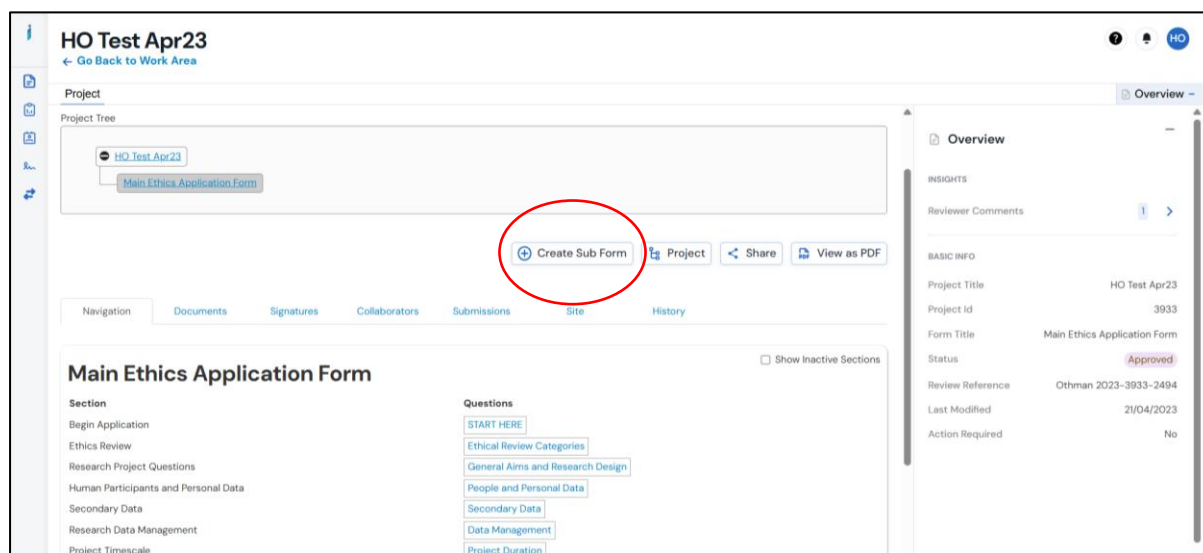 HO Test Apr23
← Go Back to Work Area
HO
Project
Overview −
Project Tree
HO Test Apr23
Main Ethics Application Form
Create Sub Form
Project
Share
View as PDF
Navigation
Documents
Signatures
Collaborators
Submissions
Site
History
Main Ethics Application Form
Show Inactive Sections
Section Questions
Begin Application START HERE
Ethics Review Ethical Review Categories
Research Project Questions General Aims and Research Design
Human Participants and Personal Data People and Personal Data
Secondary Data Secondary Data
Research Data Management Data Management
Project Timescale Project Duration
Overview
INSIGHTS
Reviewer Comments 1
BASIC INFO
Project Title HO Test Apr23
Project Id 3933
Form Title Main Ethics Application Form
Status Approved
Review Reference Othman 2023-3933-2494
Last Modified 21/04/2023
Action Required No